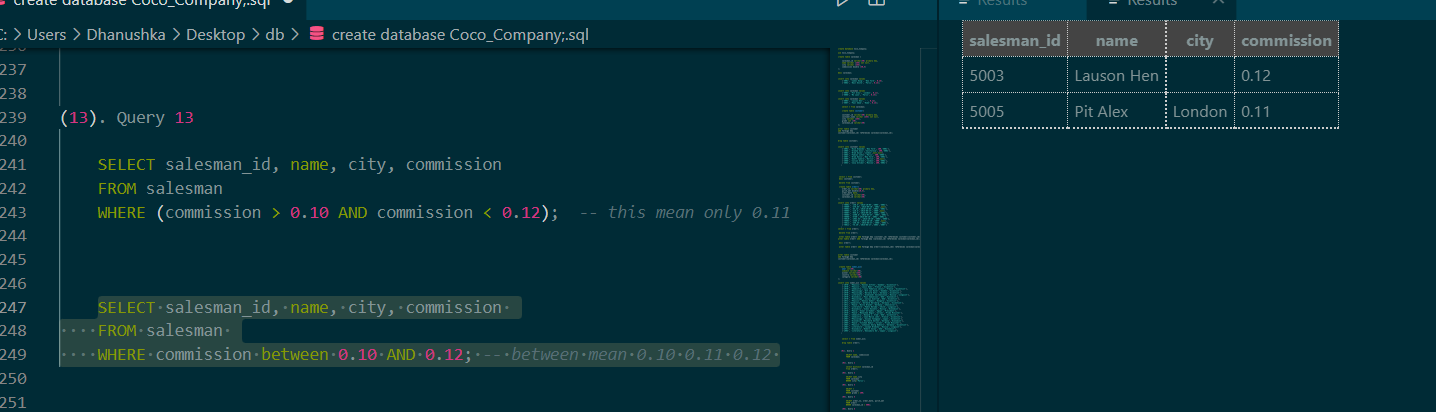 create database Coco_Company;.sql
Results
Results
C: > Users > Dhanushka > Desktop > db > create database Coco_Company;.sql
236
237
238
239 (13). Query 13
240
241 SELECT salesman_id, name, city, commission
242 FROM salesman
243 WHERE (commission > 0.10 AND commission < 0.12);  -- this mean only 0.11
244
245
246
247 SELECT salesman_id, name, city, commission
248 FROM salesman
249 WHERE commission between 0.10 AND 0.12; -- between mean 0.10 0.11 0.12
250
251
salesman_id name city commission
5003 Lauson Hen 0.12
5005 Pit Alex London 0.11